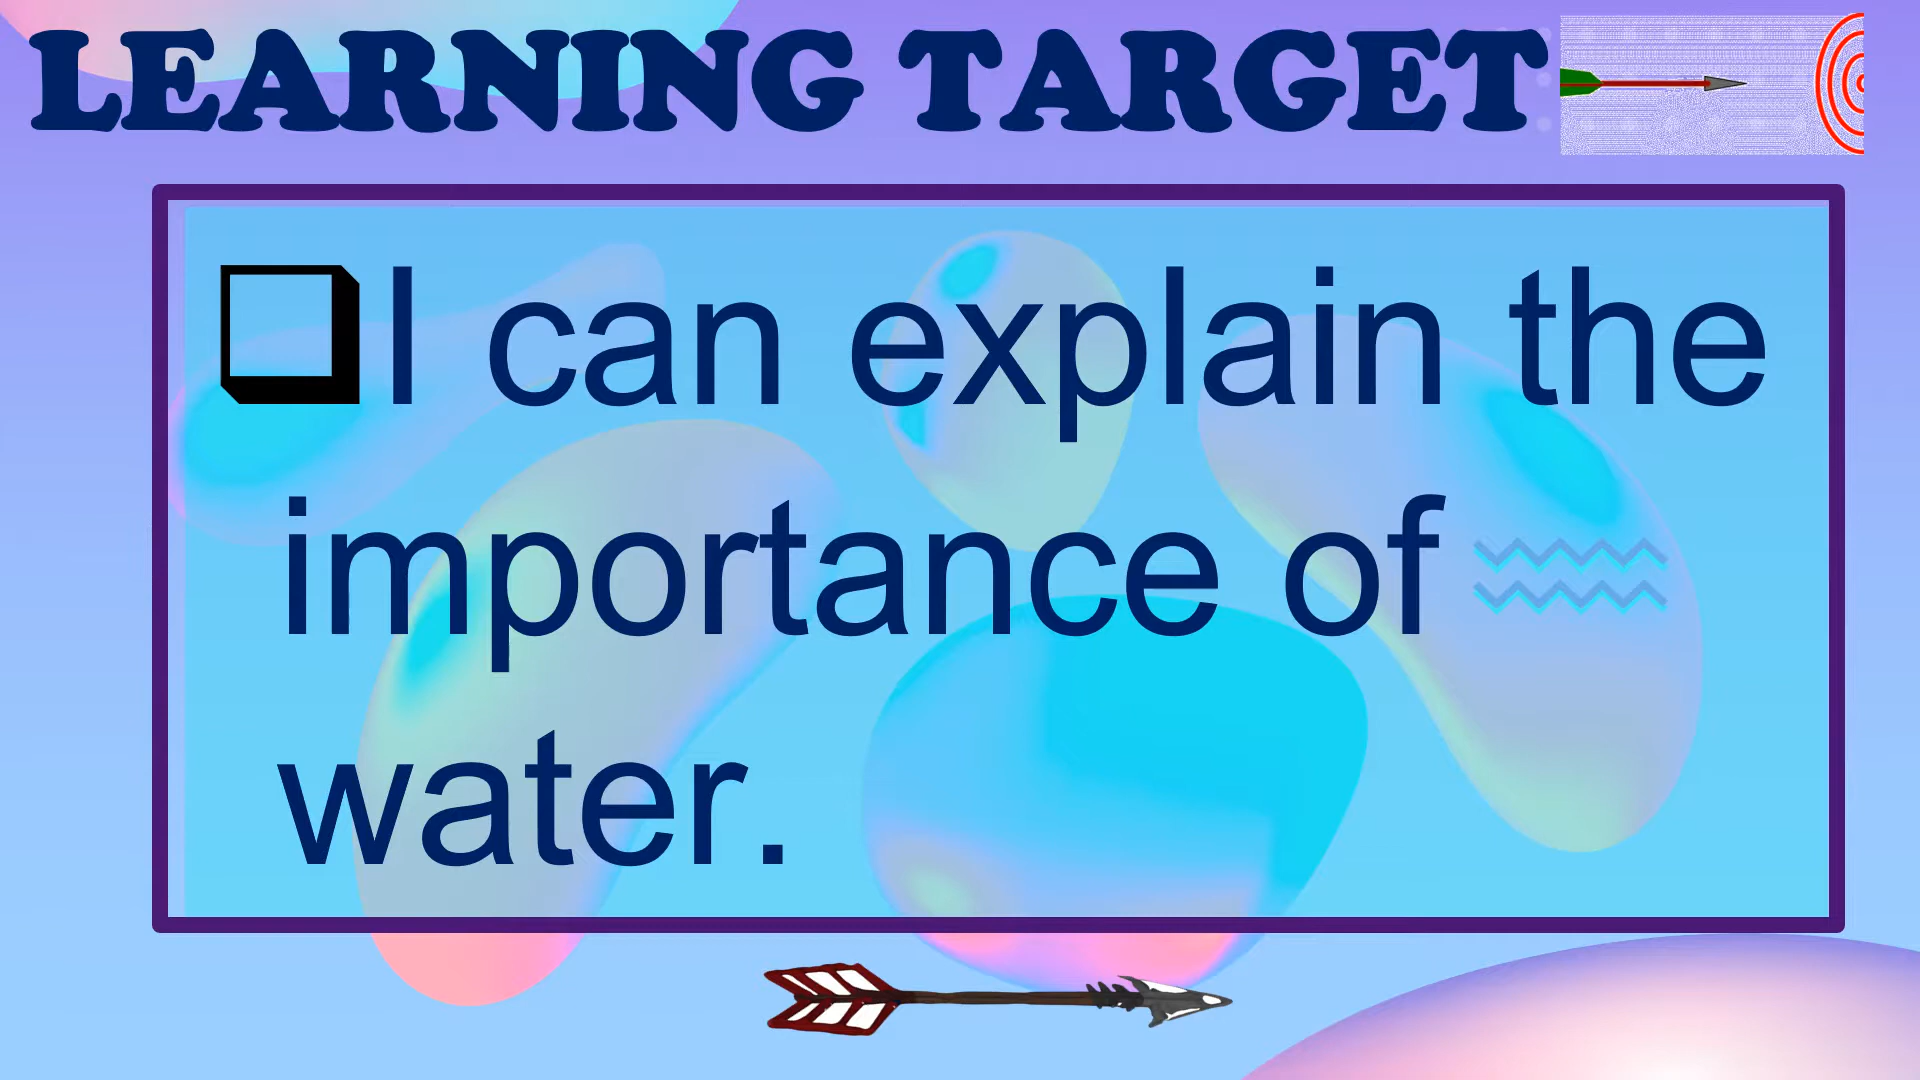 LEARNING TARGET
I can explain the
importance of
water.